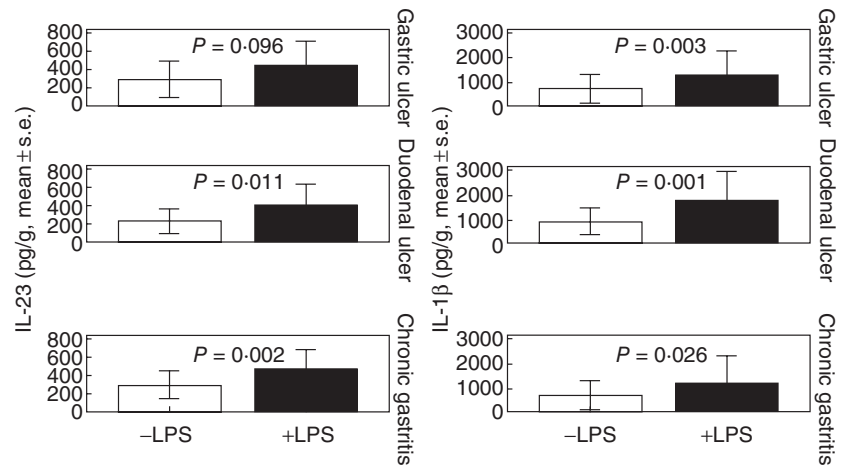 IL-23 (pg/g, mean ± s.e.)
800
600
400
200
0
P = 0·096
Gastric ulcer
800
600
400
200
0
P = 0·011
Duodenal ulcer
800
600
400
200
0
P = 0·002
Chronic gastritis
−LPS
+LPS
IL-1β (pg/g, mean ± s.e.)
3000
2000
1000
0
P = 0·003
Gastric ulcer
3000
2000
1000
0
P = 0·001
Duodenal ulcer
3000
2000
1000
0
P = 0·026
Chronic gastritis
−LPS
+LPS